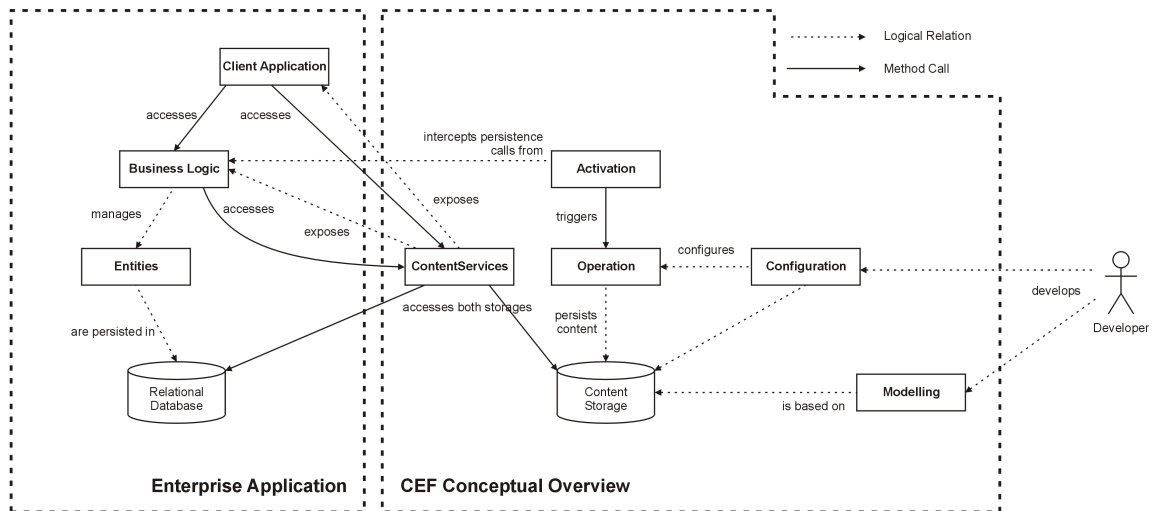 Logical Relation
Client Application
Method Call
accesses
accesses
intercepts persistence
calls from
Business Logic
Activation
manages
accesses
exposes
triggers
exposes
configures
Entities
ContentServices
Operation
Configuration
develops
are persisted in
accesses both storages
persists
content
Developer
Relational
Database
Content
Storage
is based on
Modelling
Enterprise Application
CEF Conceptual Overview